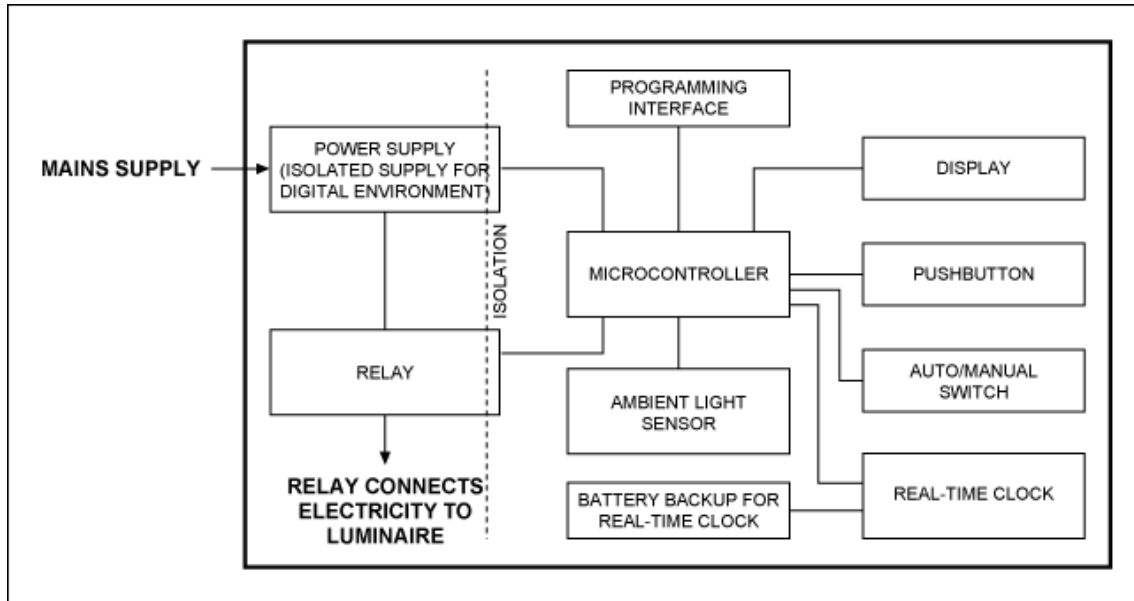 MAINS SUPPLY
POWER SUPPLY
(ISOLATED SUPPLY FOR
DIGITAL ENVIRONMENT)
ISOLATION
RELAY
RELAY CONNECTS
ELECTRICITY TO
LUMINAIRE
PROGRAMMING
INTERFACE
MICROCONTROLLER
AMBIENT LIGHT
SENSOR
BATTERY BACKUP FOR
REAL-TIME CLOCK
DISPLAY
PUSHBUTTON
AUTO/MANUAL
SWITCH
REAL-TIME CLOCK